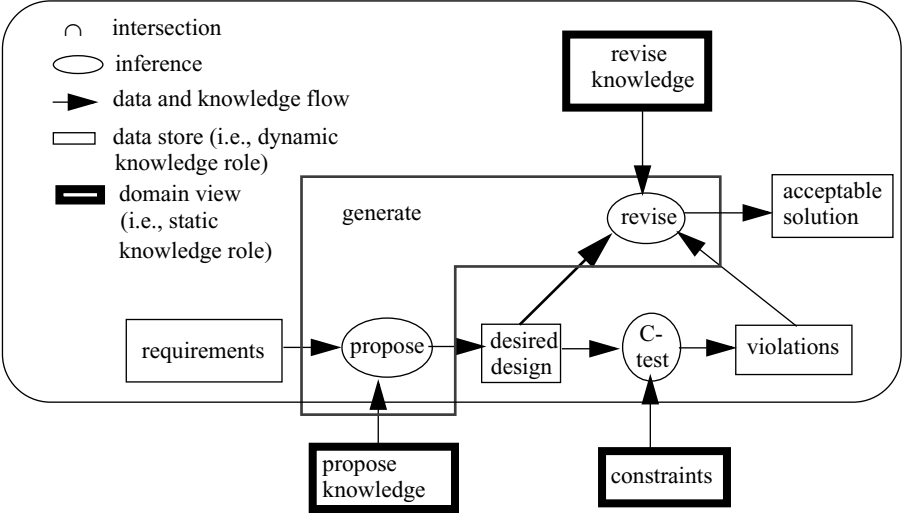 ∩ intersection
inference
data and knowledge flow
data store (i.e., dynamic
knowledge role)
domain view
(i.e., static
knowledge role)
revise
knowledge
generate
revise
acceptable
solution
requirements
propose
desired
design
C-
test
violations
propose
knowledge
constraints